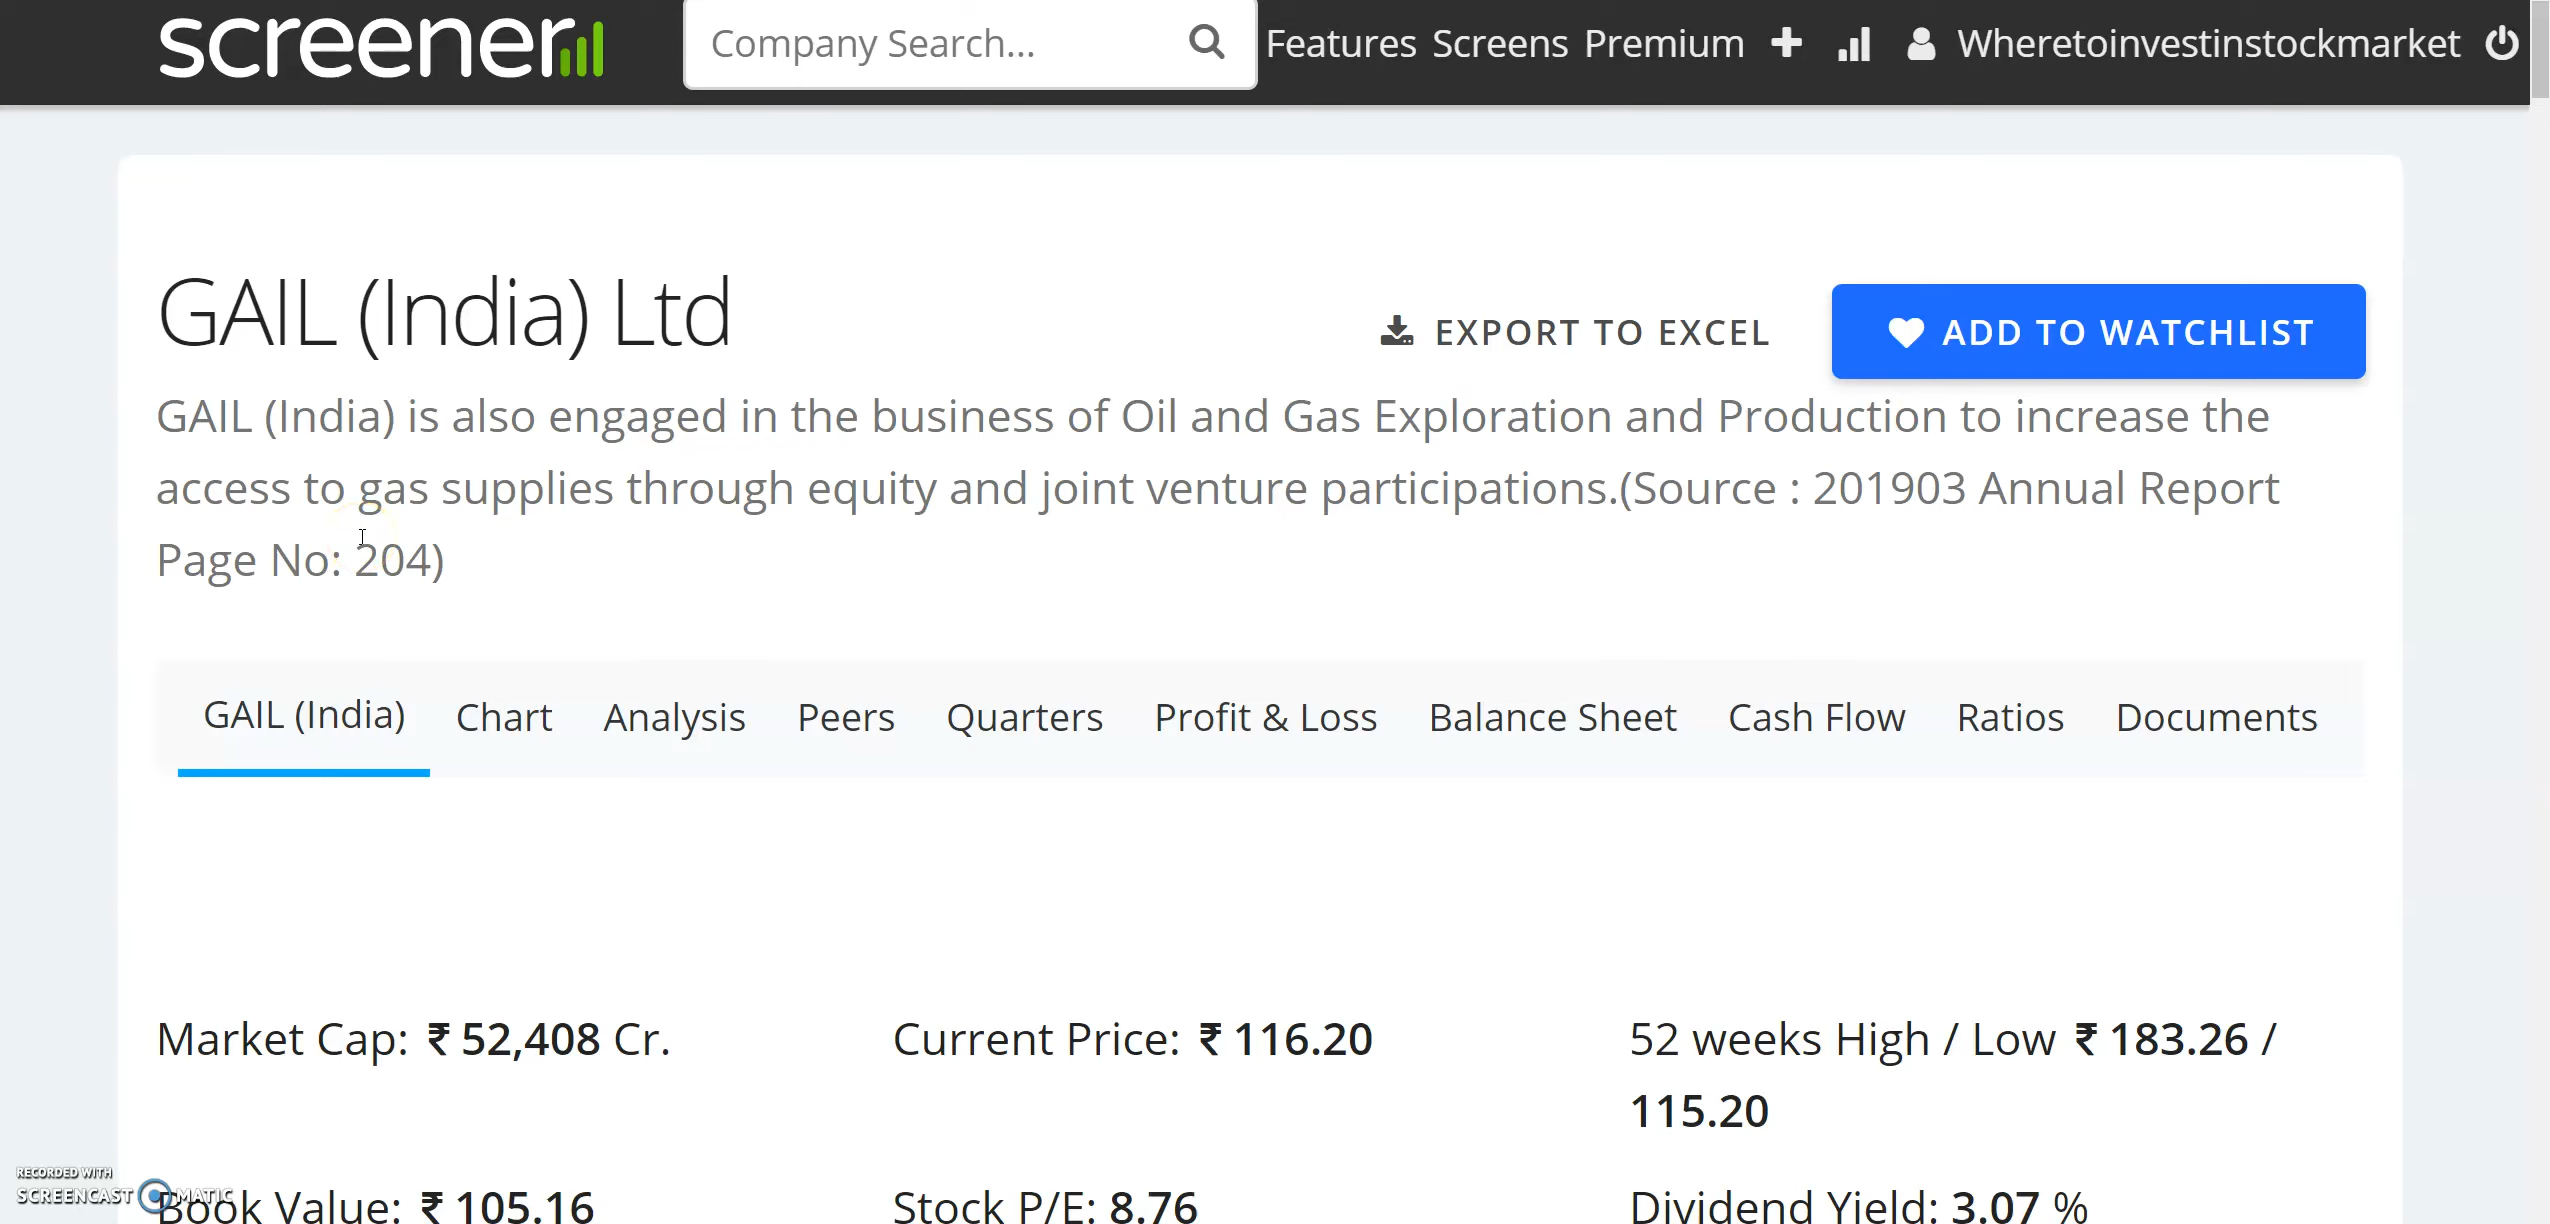 screener
Company Search...
Features Screens Premium Wheretoinvestinstockmarket
GAIL (India) Ltd
EXPORT TO EXCEL
ADD TO WATCHLIST
GAIL (India) is also engaged in the business of Oil and Gas Exploration and Production to increase the
access to gas supplies through equity and joint venture participations.(Source : 201903 Annual Report
Page No: 204)
GAIL (India) Chart Analysis Peers Quarters Profit & Loss Balance Sheet Cash Flow Ratios Documents
Market Cap: ₹ 52,408 Cr.
Current Price: ₹ 116.20
52 weeks High / Low ₹ 183.26 /
115.20
Book Value: ₹ 105.16
Stock P/E: 8.76
Dividend Yield: 3.07 %
RECORDED WITH
SCREENCAST MATIC